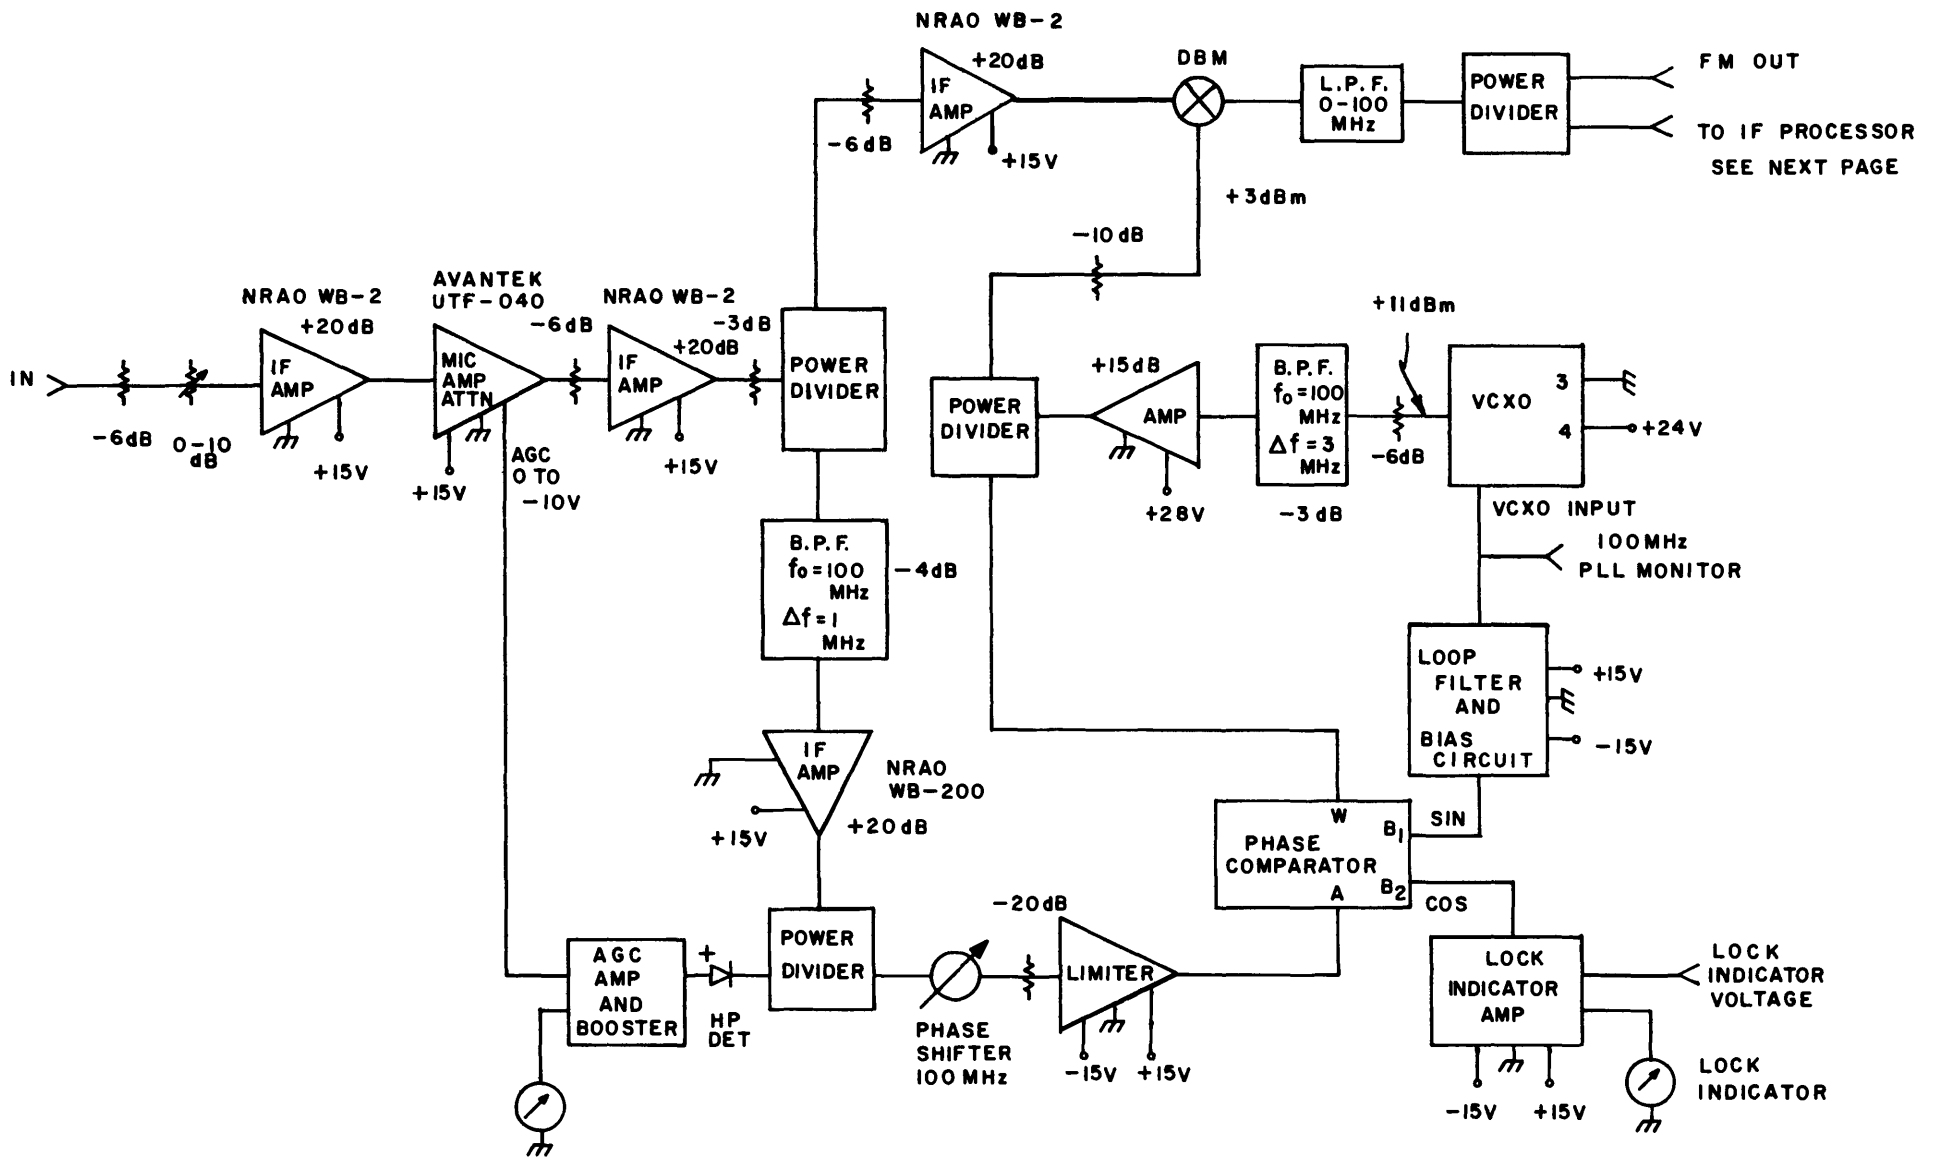 NRAO WB-2
+20dB
IF
AMP
-6dB
+15V
DBM
L.P.F.
0-100
MHz
POWER
DIVIDER
FM OUT
TO IF PROCESSOR
SEE NEXT PAGE
+3dBm
-10dB
IN
-6dB
0-10
dB
NRAO WB-2
+20dB
IF
AMP
+15V
AVANTEK
UTF-040
MIC
AMP
ATTN
+15V
AGC
0 TO
-10V
-6dB
NRAO WB-2
+20dB
IF
AMP
+15V
-3dB
POWER
DIVIDER
POWER
DIVIDER
+15dB
AMP
+28V
B.P.F.
fo=100
MHz
Δf=3
MHz
-3dB
+11dBm
-6dB
VCXO
3
4
+24V
VCXO INPUT
100MHz
PLL MONITOR
B.P.F.
fo=100
MHz
Δf=1
MHz
-4dB
LOOP
FILTER
AND
BIAS
CIRCUIT
+15V
-15V
IF
AMP
NRAO
WB-200
+15V
+20dB
PHASE
COMPARATOR
W
A
B1
B2
SIN
COS
AGC
AMP
AND
BOOSTER
+
HP
DET
POWER
DIVIDER
PHASE
SHIFTER
100MHz
-20dB
LIMITER
-15V
+15V
LOCK
INDICATOR
AMP
-15V
+15V
LOCK
INDICATOR
VOLTAGE
LOCK
INDICATOR